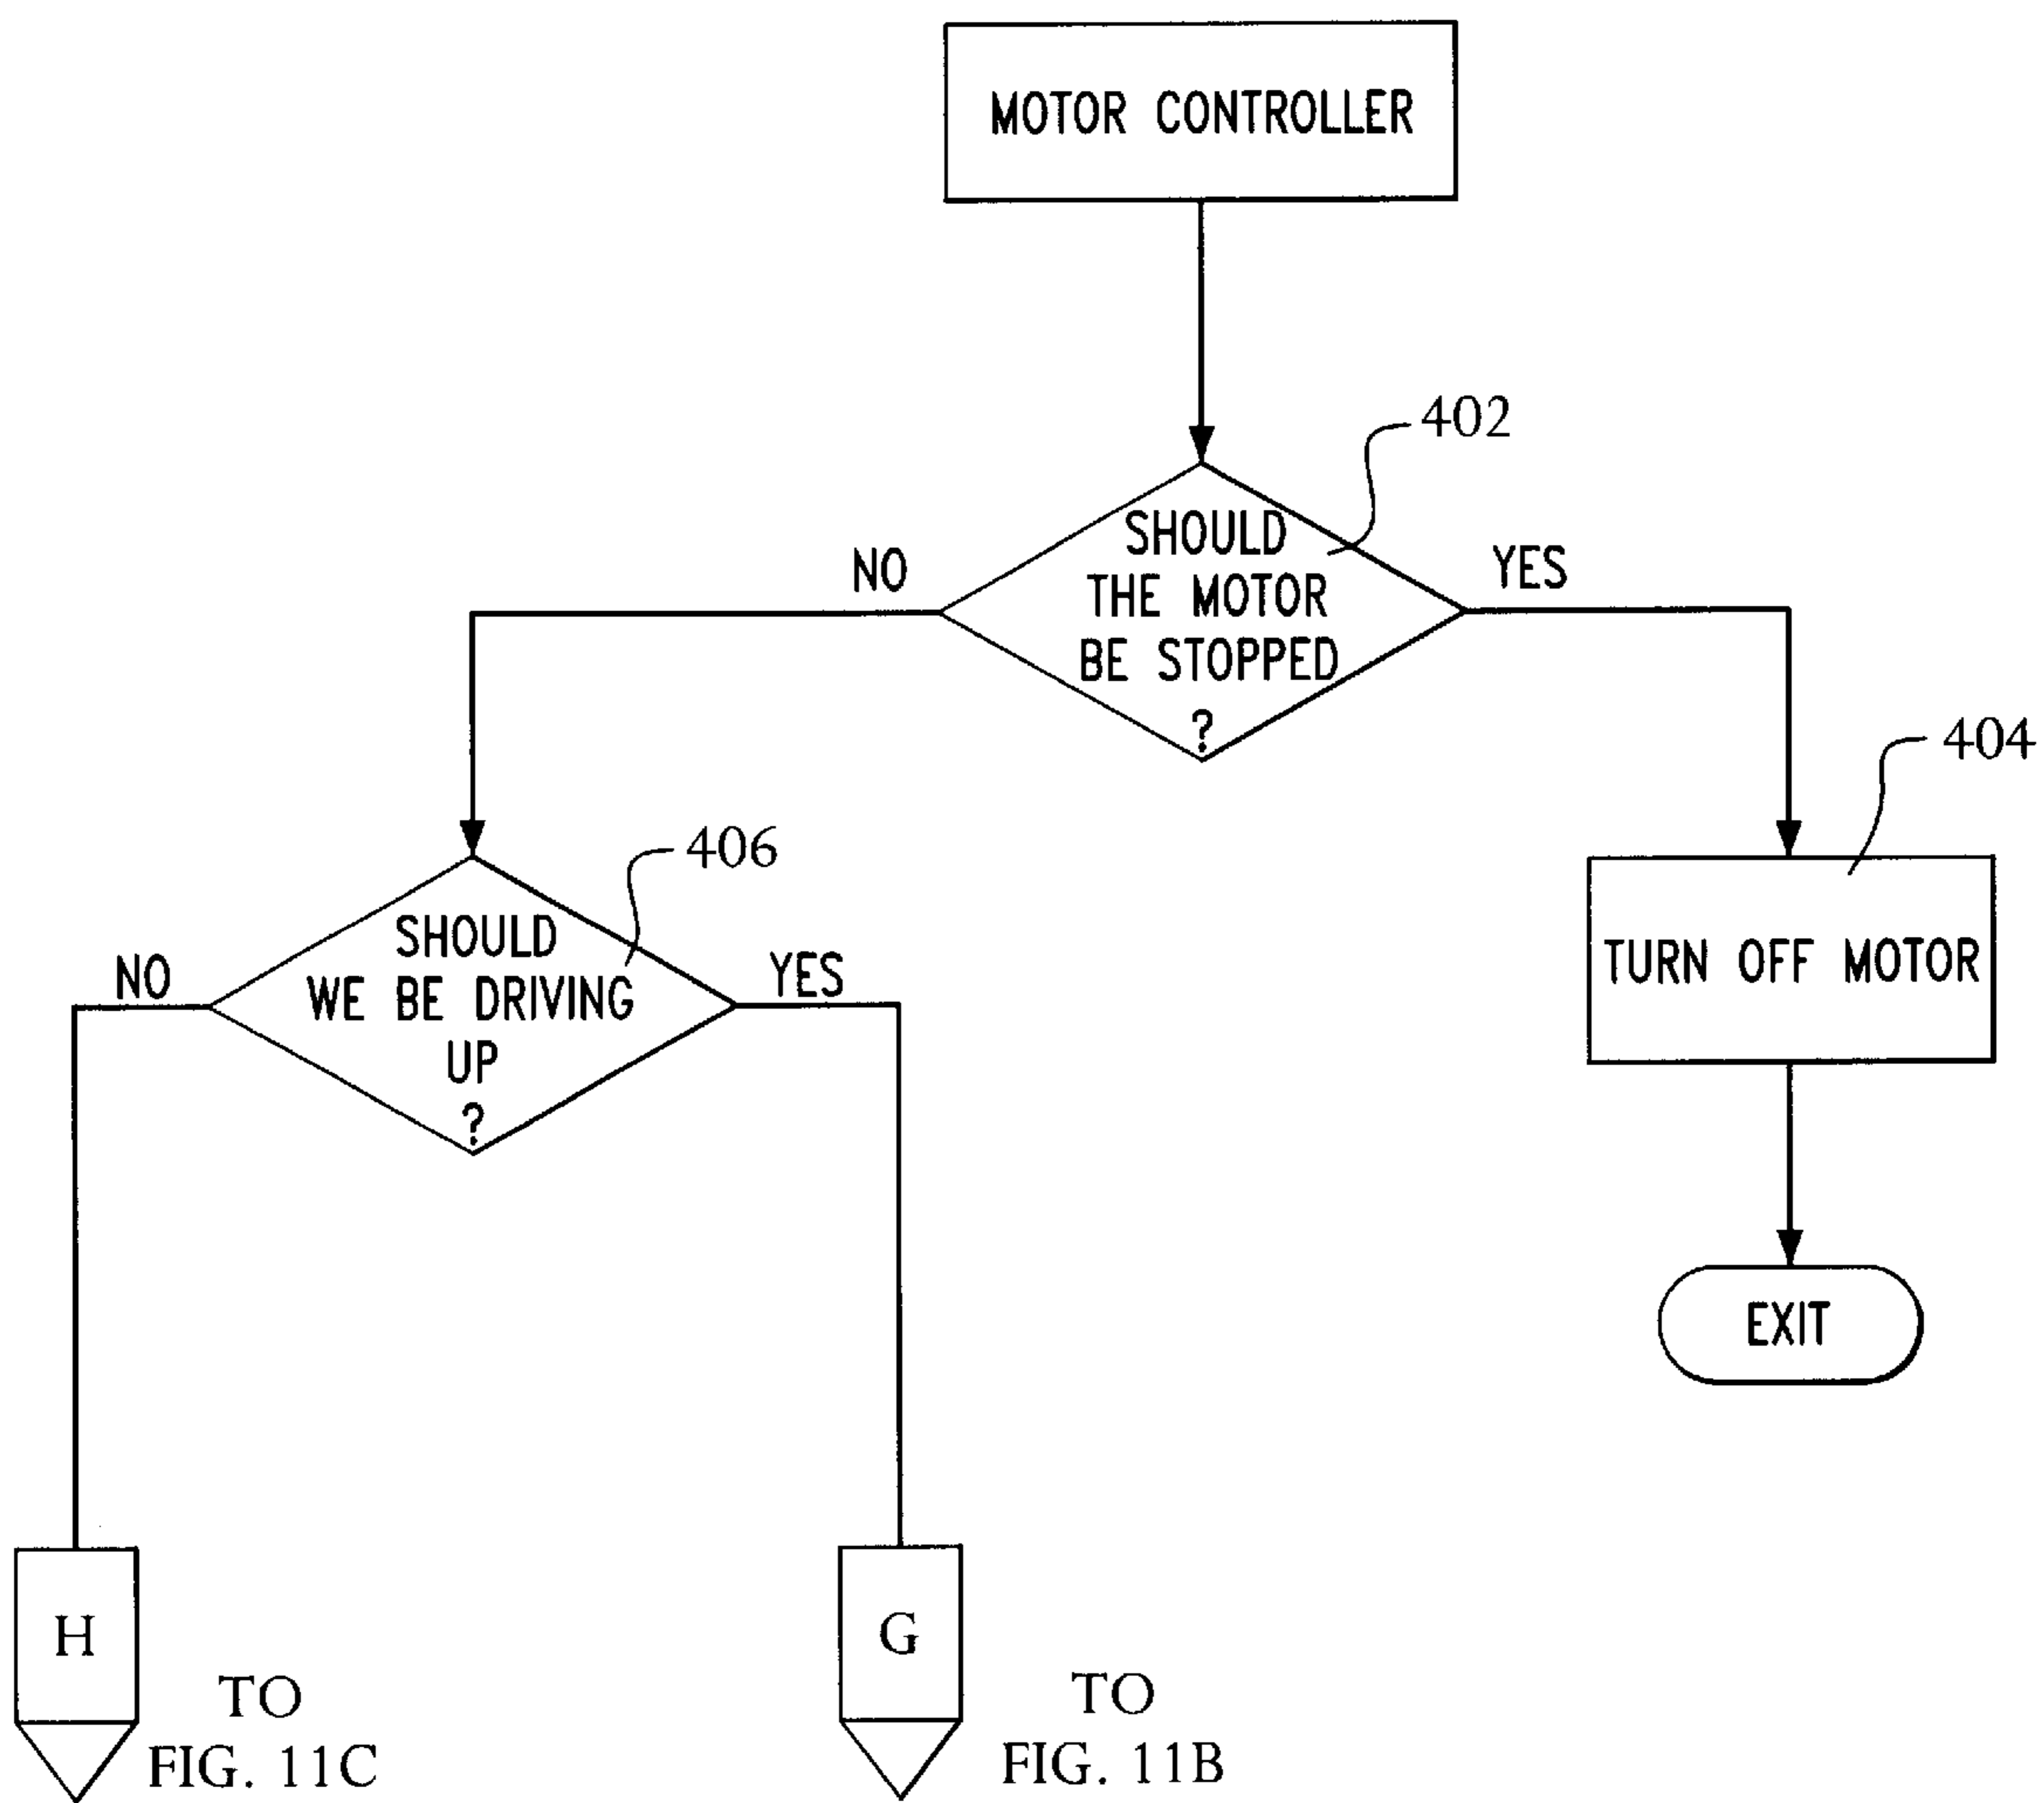 MOTOR CONTROLLER
402
SHOULD
THE MOTOR
BE STOPPED
?
NO
YES
404
406
SHOULD
WE BE DRIVING
UP
?
NO
YES
TURN OFF MOTOR
EXIT
H
TO
FIG. 11C
G
TO
FIG. 11B